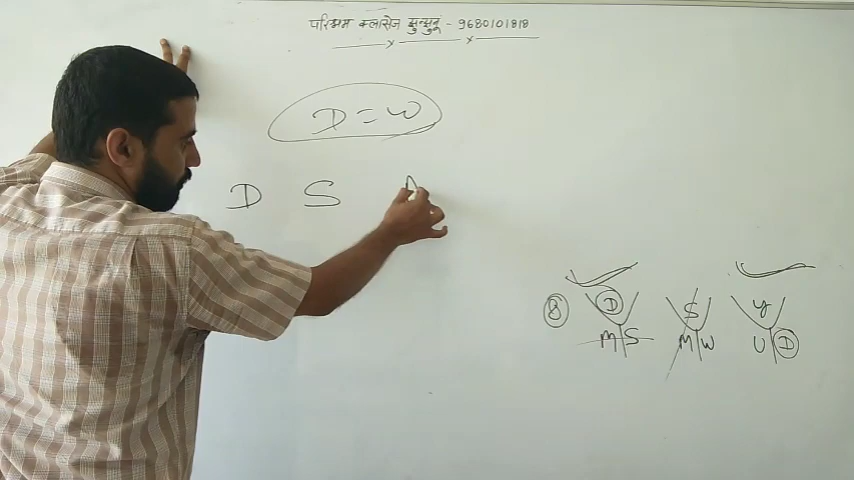 परिश्रम क्लासेज झुन्झुनूं - 9680101818
D = W
D S
8 D S Y
M S M W U D